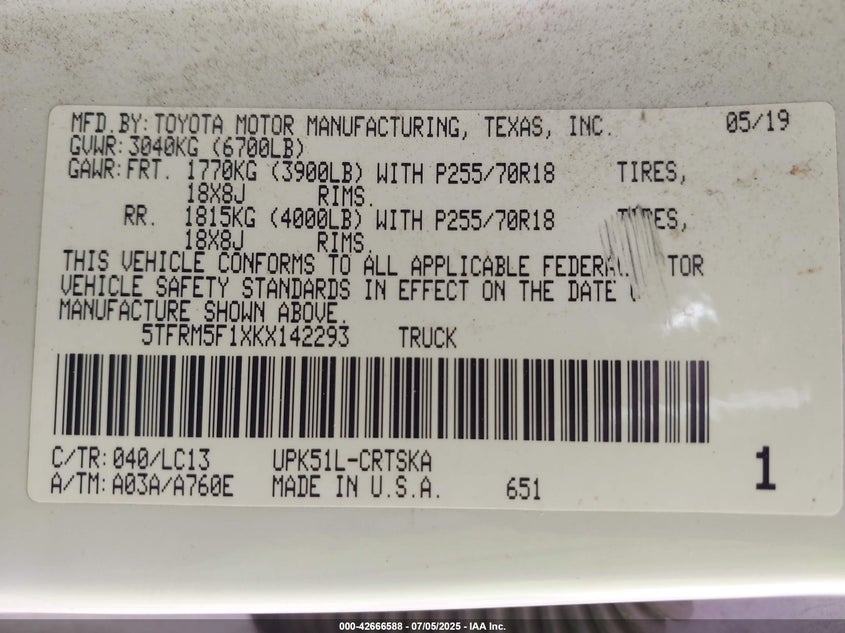 MFD.BY:TOYOTA MOTOR MANUFACTURING, TEXAS, INC. 05/19
GVWR:3040KG (6700LB)
GAWR:FRT. 1770KG (3900LB) WITH P255/70R18 TIRES,
18X8J RIMS.
RR. 1815KG (4000LB) WITH P255/70R18
18X8J RIMS.
THIS VEHICLE CONFORMS TO ALL APPLICABLE
VEHICLE SAFETY STANDARDS IN EFFECT ON THE DATE
MANUFACTURE SHOWN ABOVE.
5TFRM5F1XKX142293 TRUCK
C/TR:040/LC13 UPK51L-CRTSKA 1
A/TM:A03A/A760E MADE IN U.S.A. 651
000-42666588 - 07/05/2025 - IAA Inc.